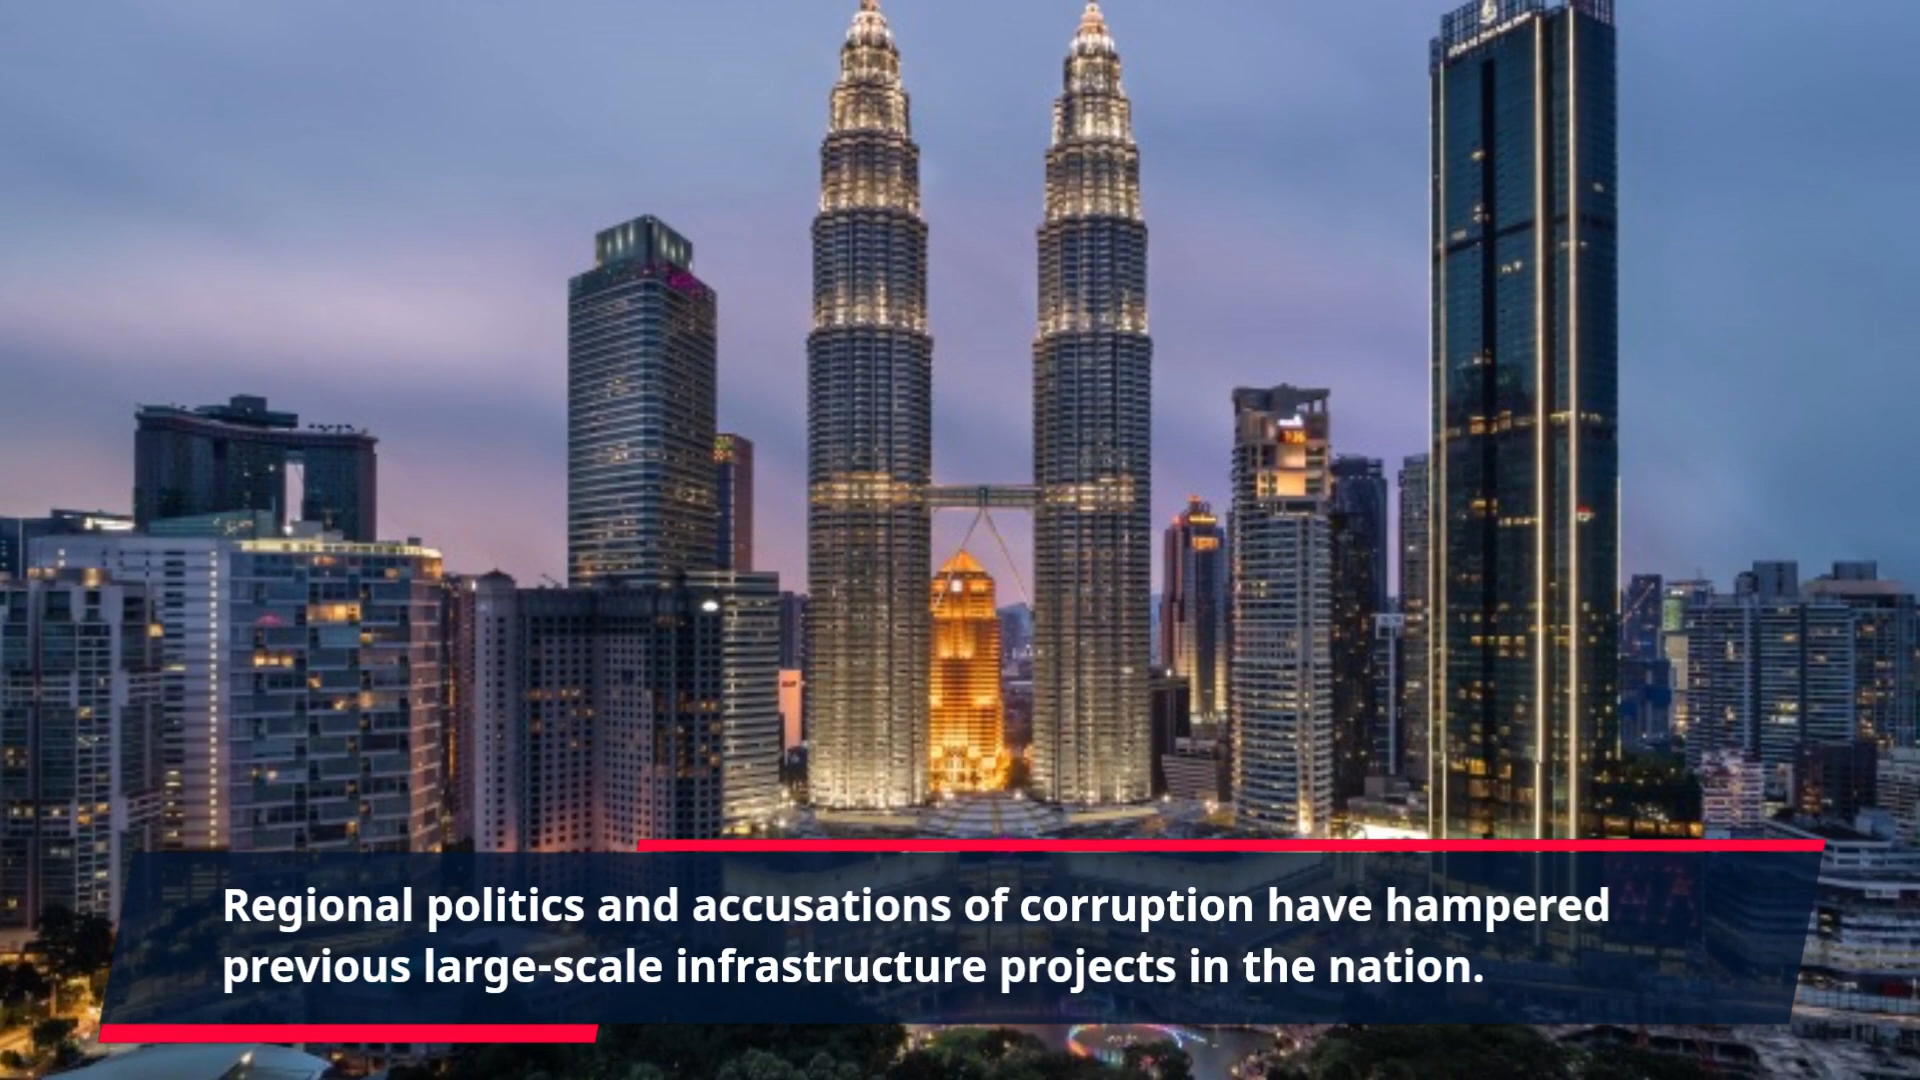 Regional politics and accusations of corruption have hampered
previous large-scale infrastructure projects in the nation.